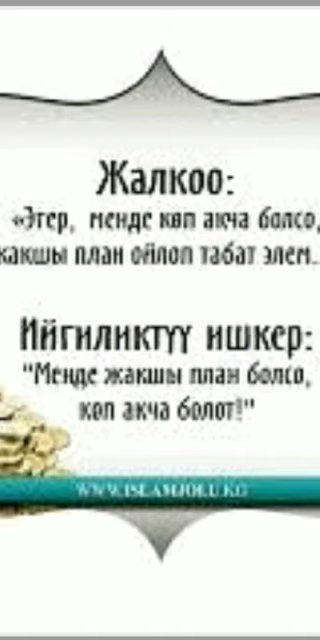 Жалкоо:
«Эгер, менде көп акча болсо,
жакшы план ойлоп табат элем...
Ийгиликтүү ишкер:
"Менде жакшы план болсо,
көп акча болот!"
WWW.ISLAMJOLU.KG